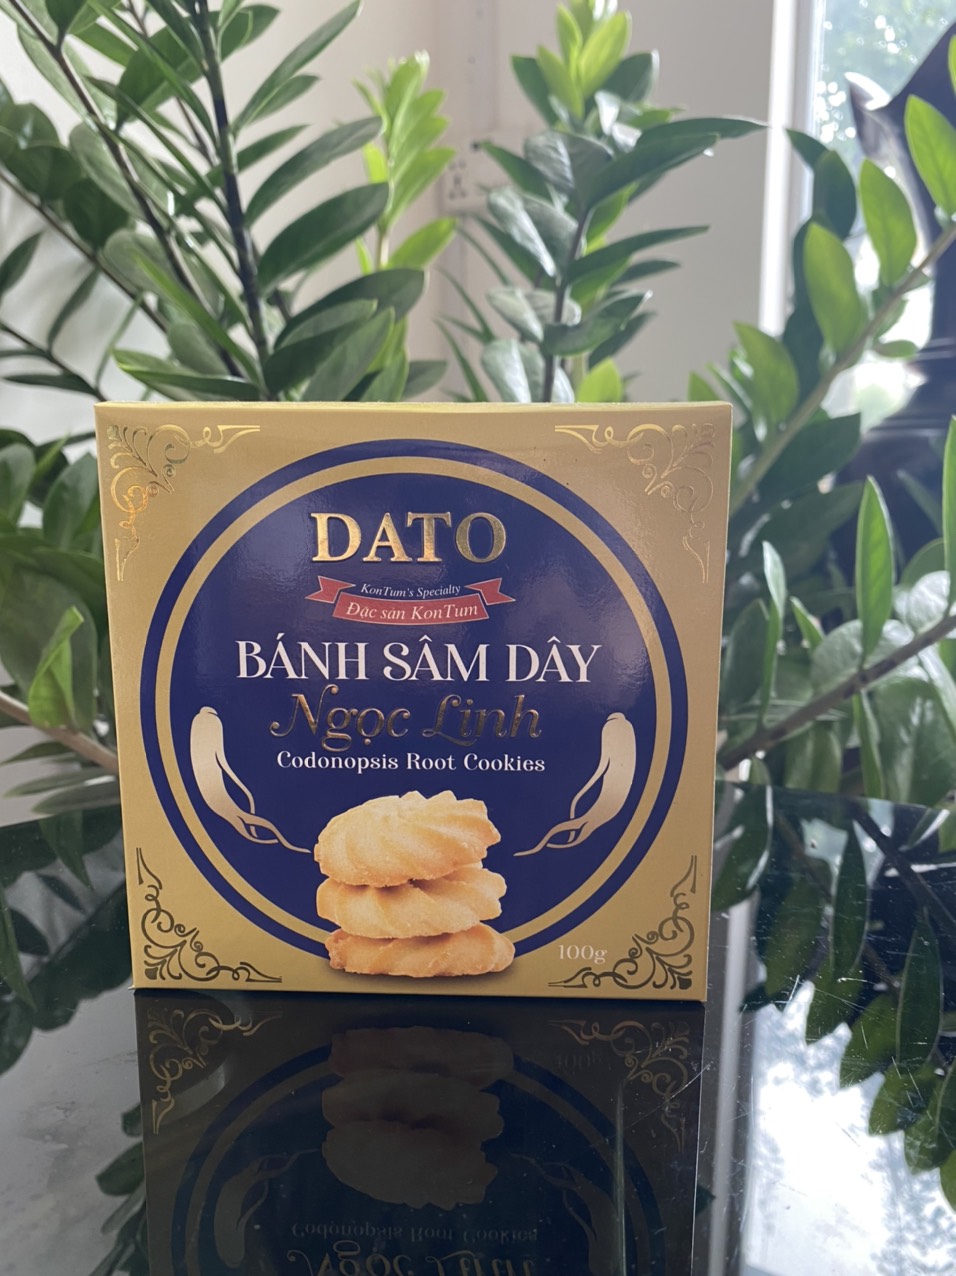 DATO
KonTum's Specialty
Đặc sản KonTum
BÁNH SÂM DÂY
Ngọc Linh
Codonopsis Root Cookies
100g